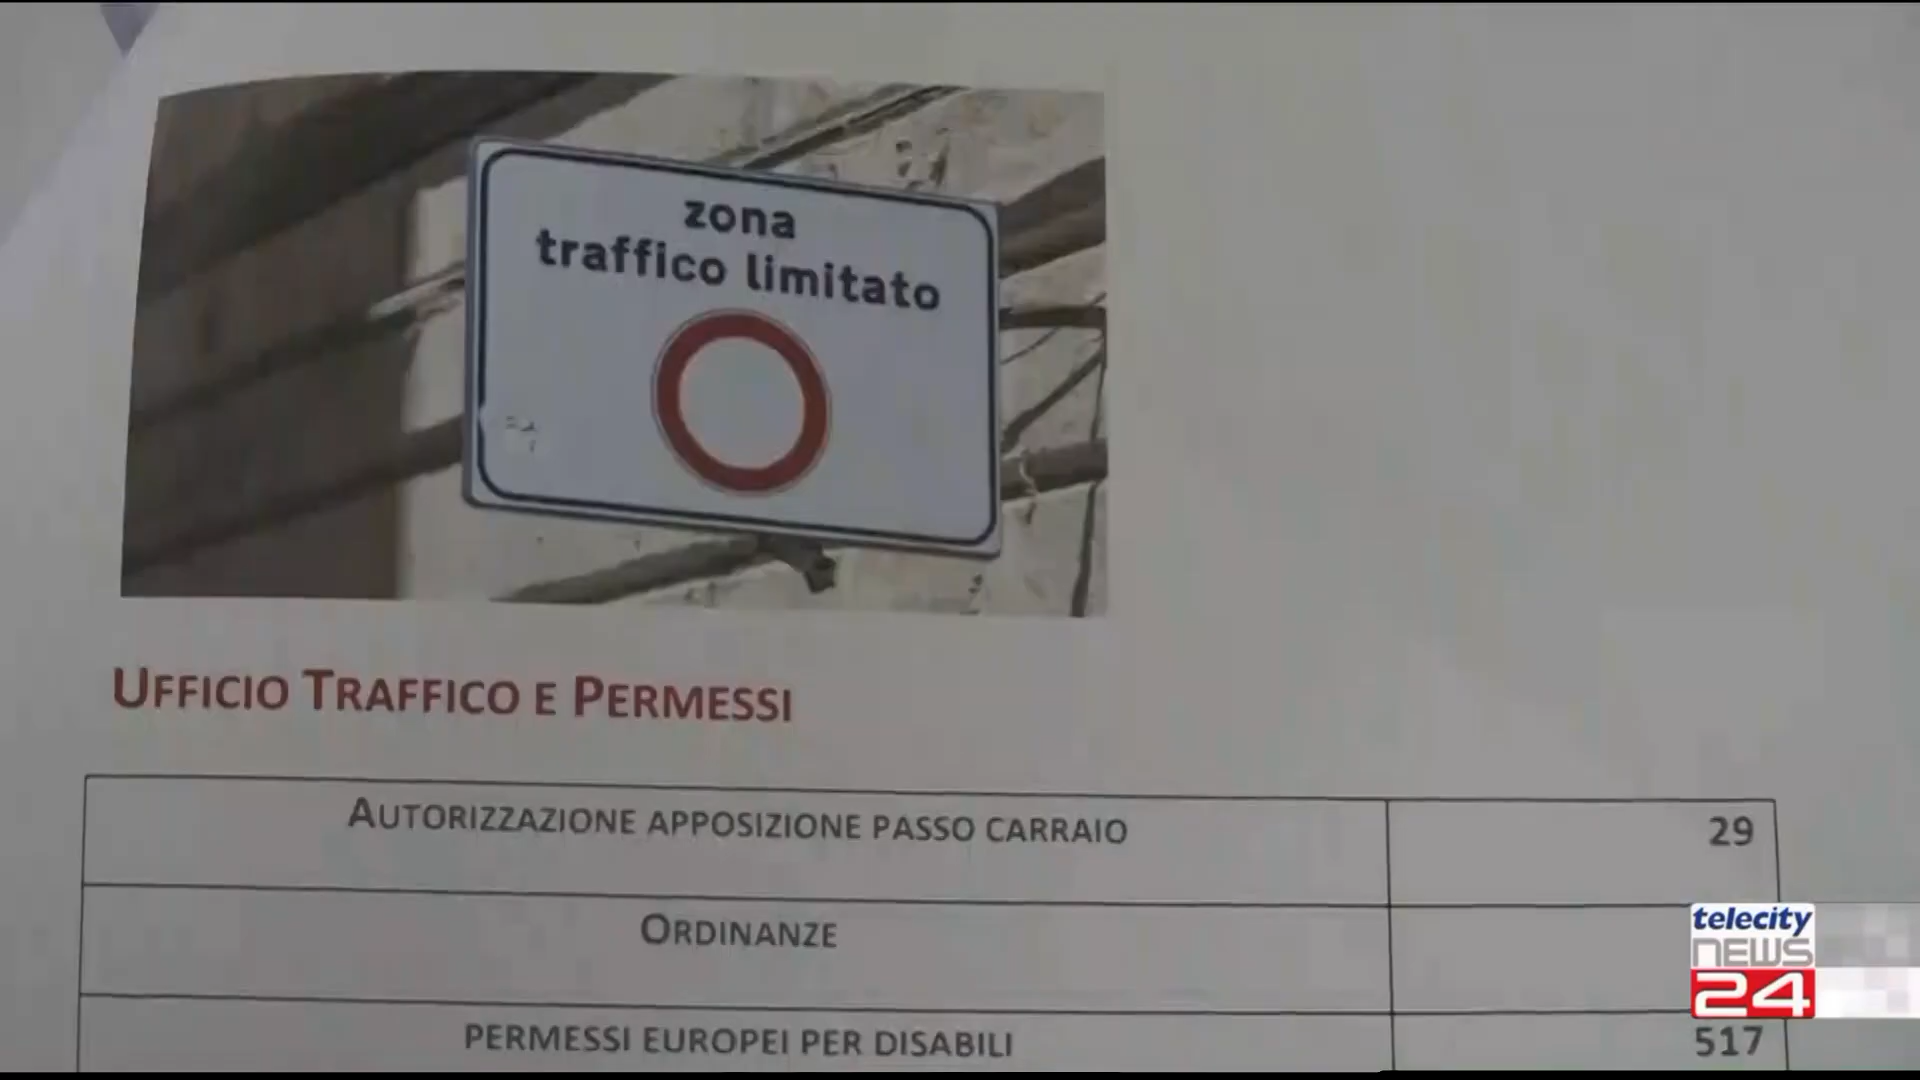 zona
traffico limitato
UFFICIO TRAFFICO E PERMESSI
AUTORIZZAZIONE APPOSIZIONE PASSO CARRAIO 29
ORDINANZE
PERMESSI EUROPEI PER DISABILI 517
telecity
NEWS
24